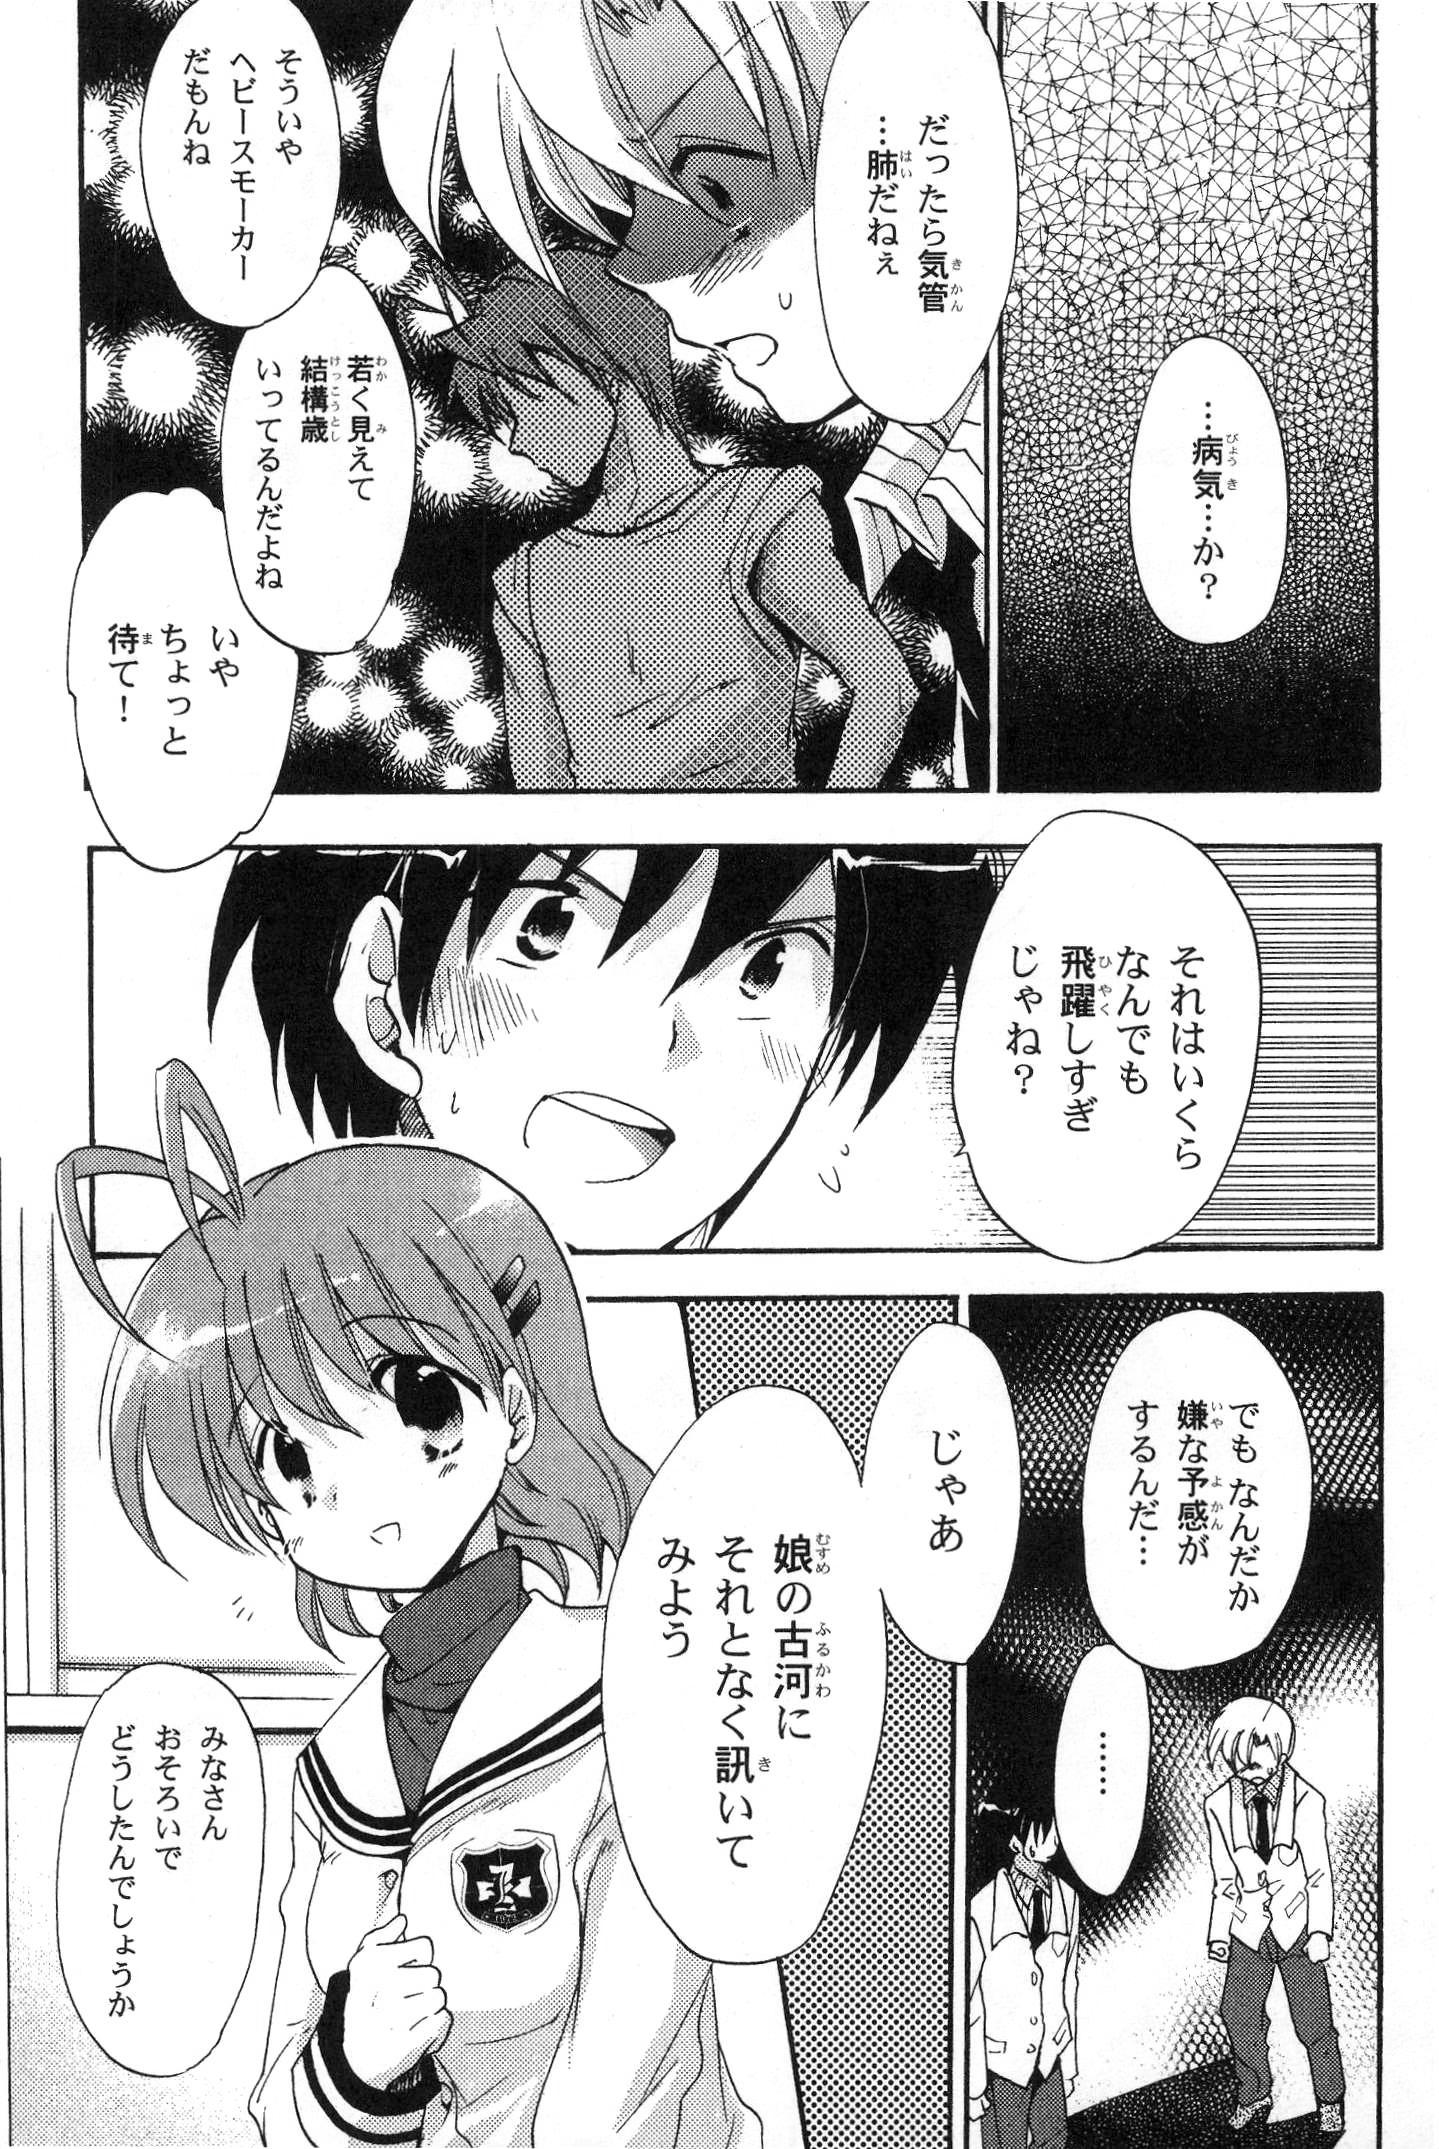 …病気…か?
だったら気管
…肺だねぇ
そういや
ヘビースモーカー
だもんね
若く見えて
結構歳
いってるんだよね
いや
ちょっと
待て!
それはいくら
なんでも
飛躍しすぎ
じゃね?
でも なんだか
嫌な予感が
するんだ…
……
じゃあ
娘の古河に
それとなく訊いて
みよう
みなさん
おそろいで
どうしたんでしょうか